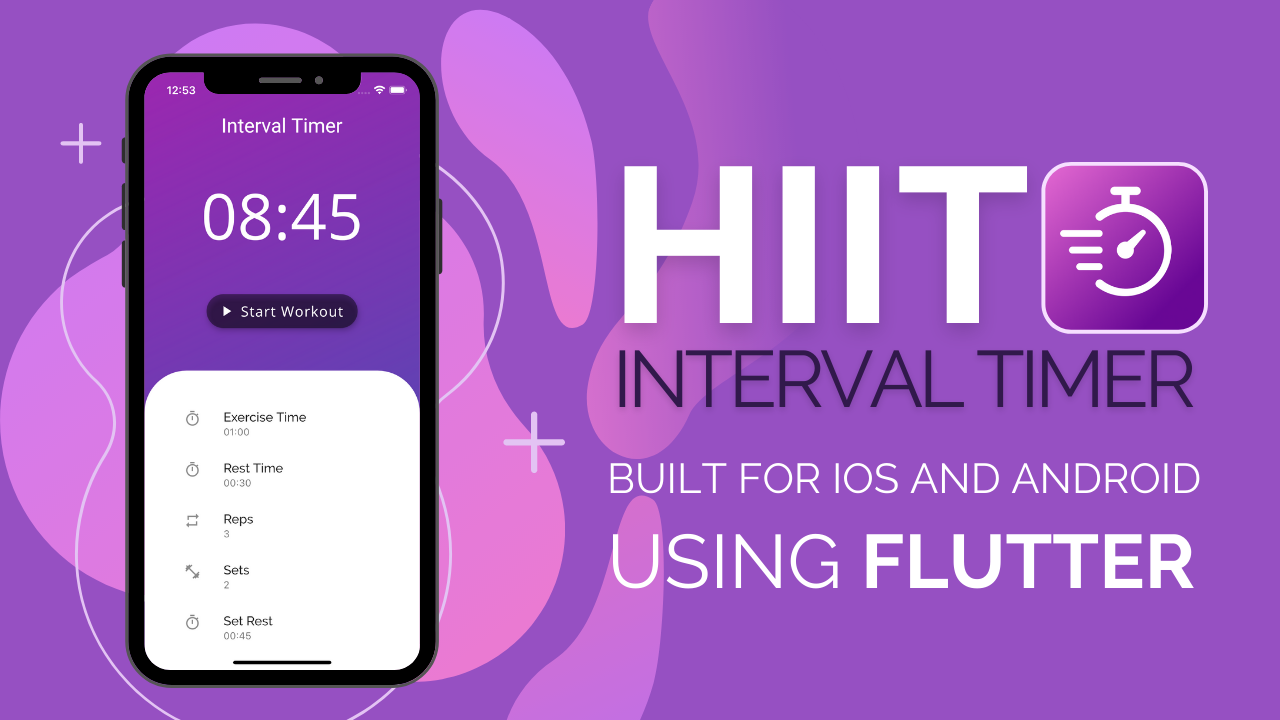 12:53
Interval Timer
08:45
Start Workout
Exercise Time
01:00
Rest Time
00:30
Reps
3
Sets
2
Set Rest
00:45
HIIT
INTERVAL TIMER
BUILT FOR IOS AND ANDROID
USING FLUTTER